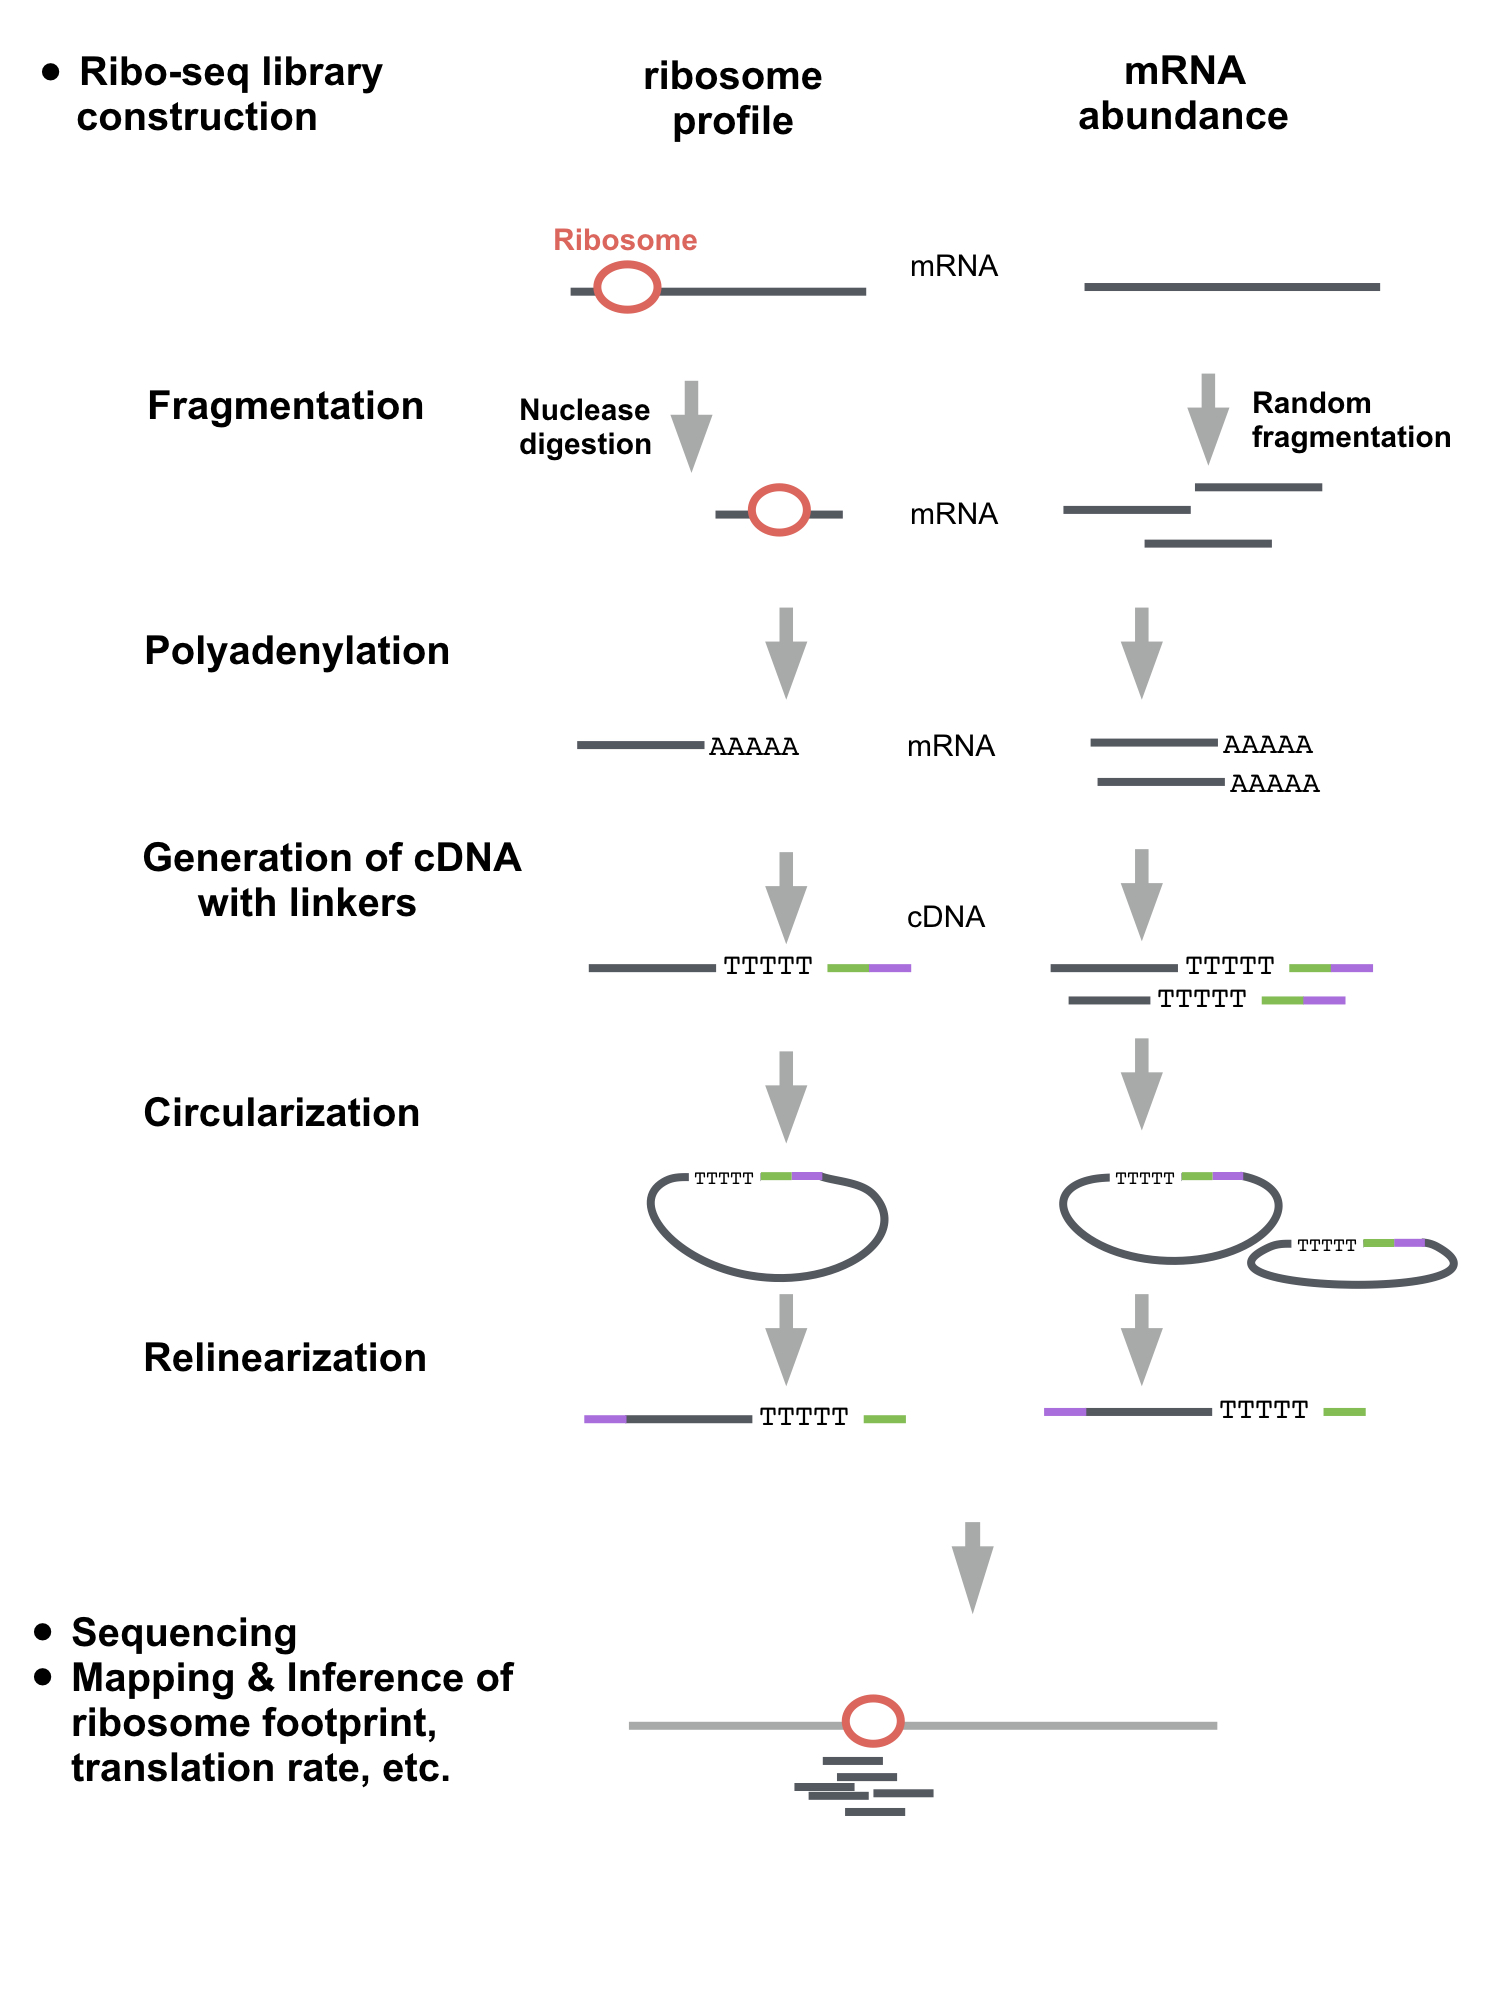 • Ribo-seq library
construction
ribosome
profile
mRNA
abundance
Ribosome
mRNA
Fragmentation
Nuclease
digestion
Random
fragmentation
mRNA
Polyadenylation
AAAAA
mRNA
AAAAA
AAAAA
Generation of cDNA
with linkers
cDNA
TTTTT
TTTTT
TTTTT
Circularization
TTTTT
TTTTT
TTTTT
Relinearization
TTTTT
TTTTT
• Sequencing
• Mapping & Inference of
ribosome footprint,
translation rate, etc.